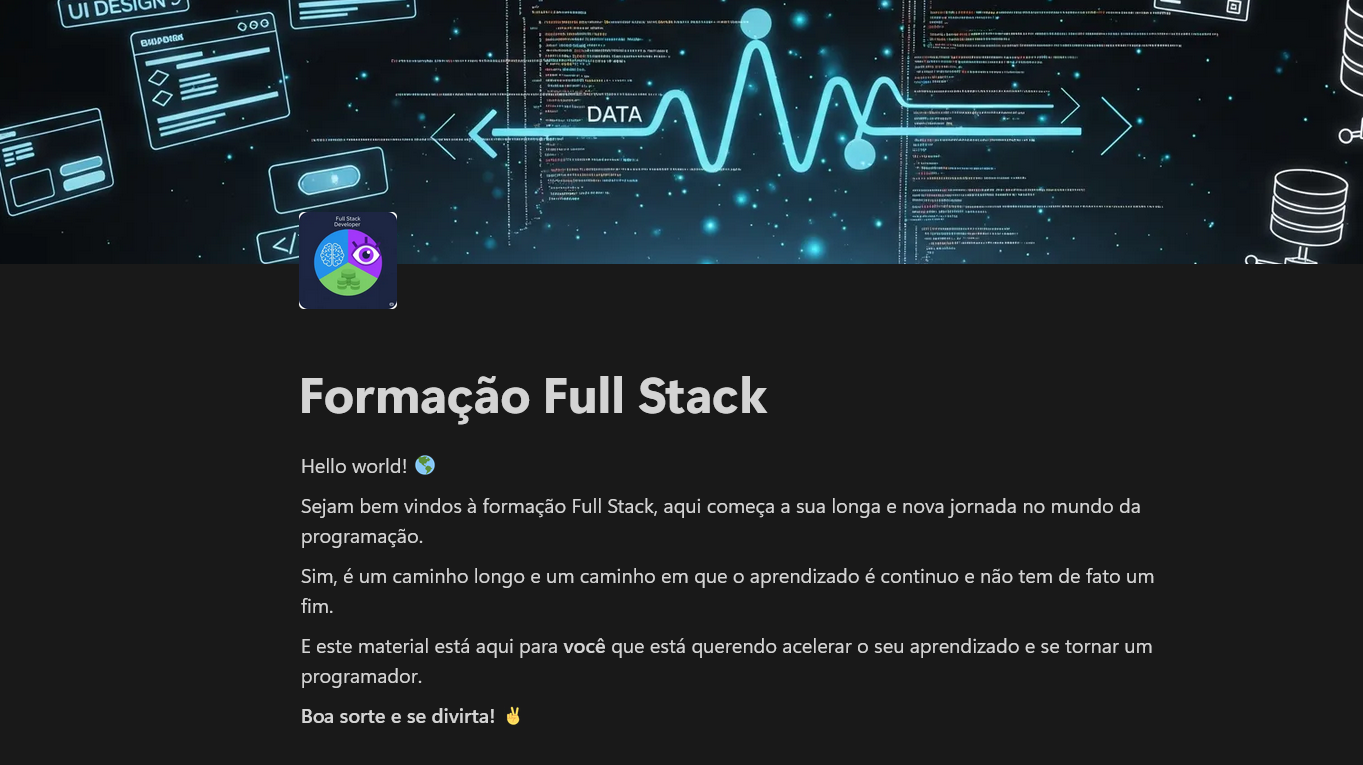 UI DESIGN
DATA
Full Stack
Developer
Formação Full Stack
Hello world! 🌎
Sejam bem vindos à formação Full Stack, aqui começa a sua longa e nova jornada no mundo da
programação.
Sim, é um caminho longo e um caminho em que o aprendizado é continuo e não tem de fato um
fim.
E este material está aqui para você que está querendo acelerar o seu aprendizado e se tornar um
programador.
Boa sorte e se divirta! ✌️